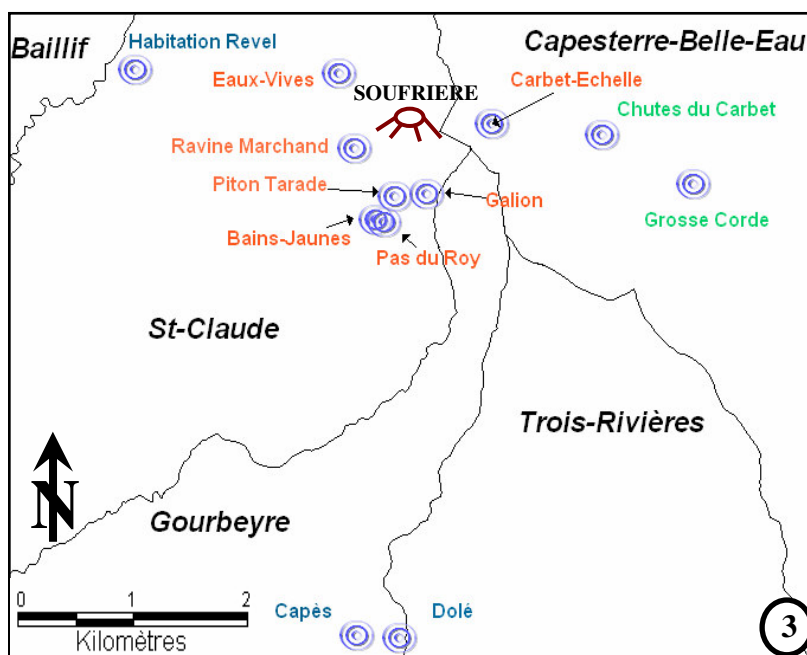 Baillif
Habitation Revel
Capesterre-Belle-Eau
Eaux-Vives
SOUFRIERE
Carbet-Echelle
Chutes du Carbet
Ravine Marchand
Piton Tarade
Galion
Grosse Corde
Bains-Jaunes
Pas du Roy
St-Claude
Trois-Rivières
N
Gourbeyre
0 1 2
Kilomètres
Capès
Dolé
3